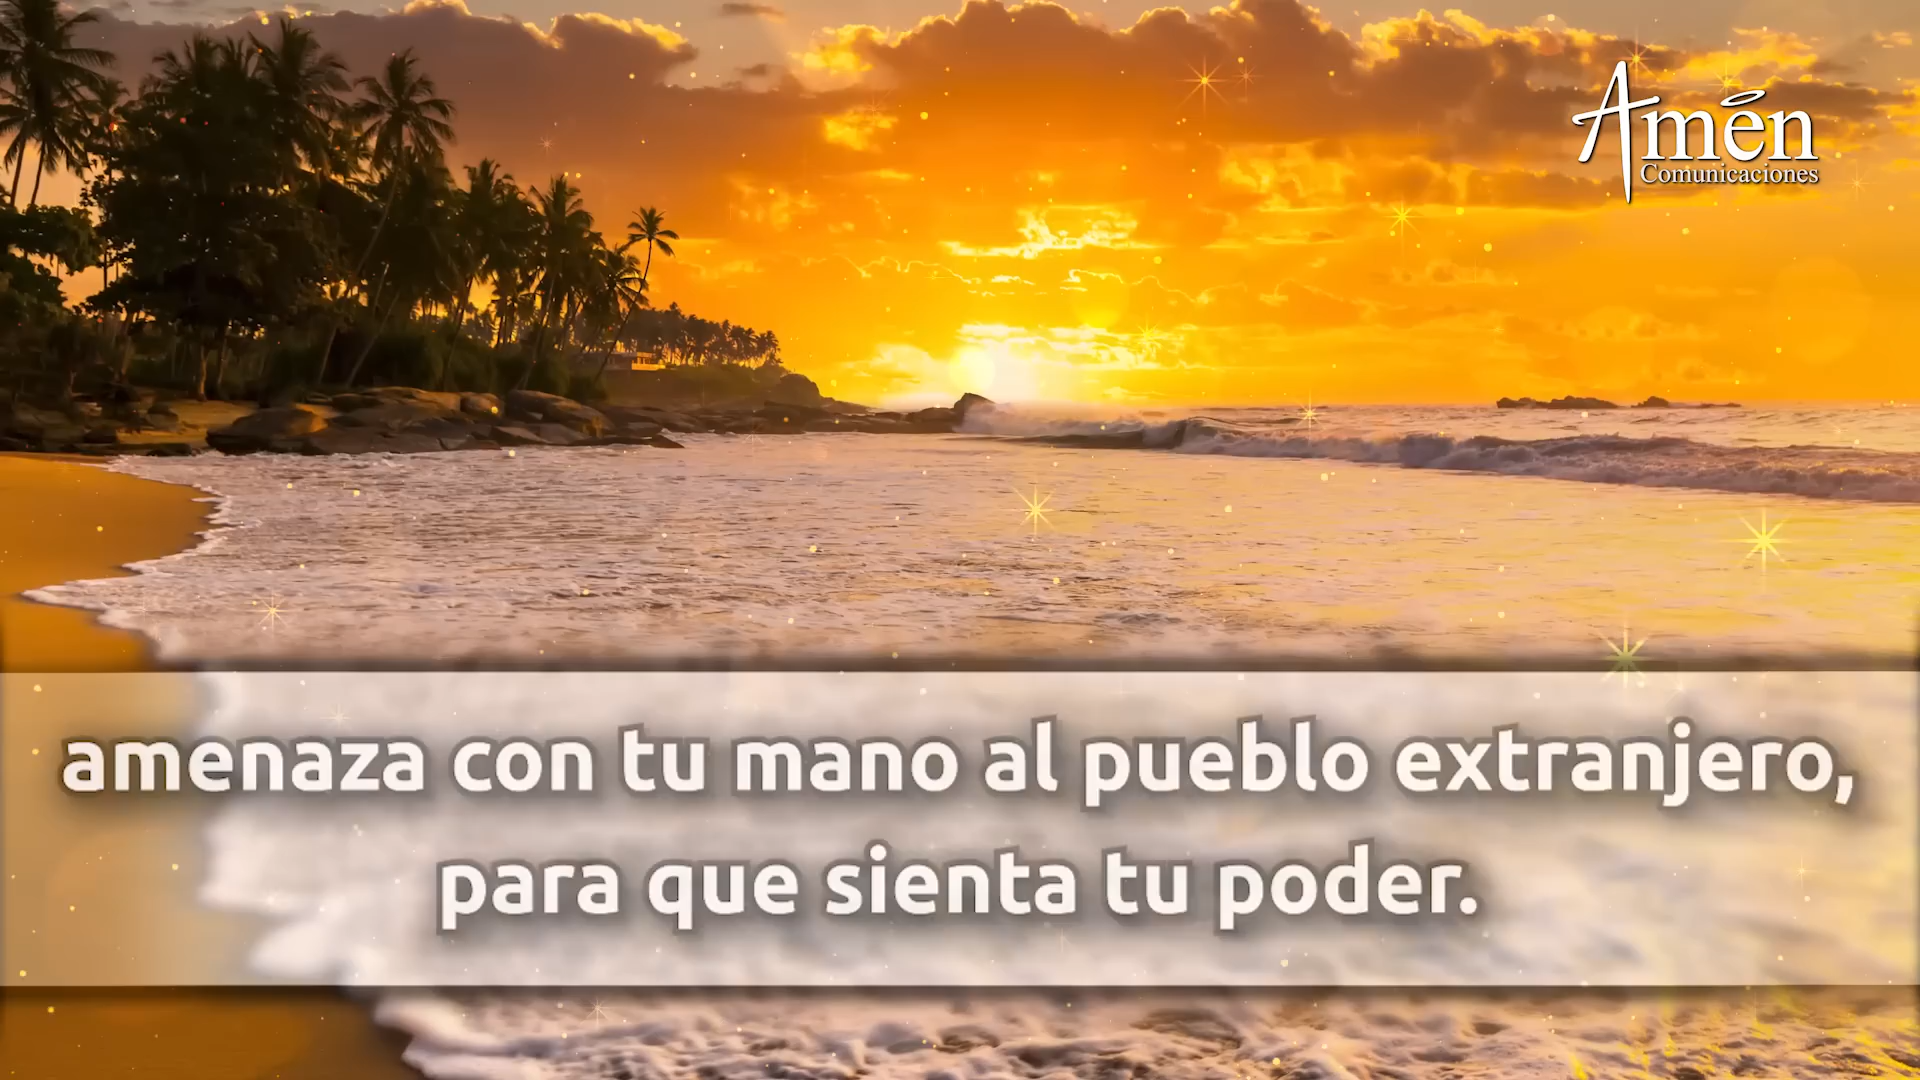 Amén
Comunicaciones
amenaza con tu mano al pueblo extranjero,
para que sienta tu poder.